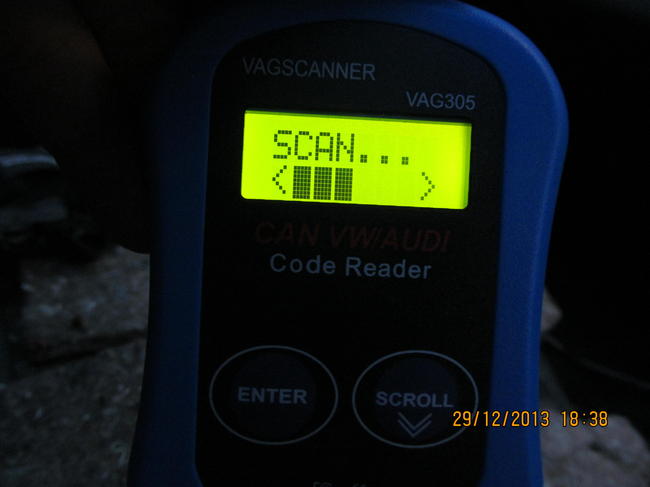 VAGSCANNER
VAG305
SCAN...
CAN VW/AUDI
Code Reader
ENTER
SCROLL
29/12/2013 18:38